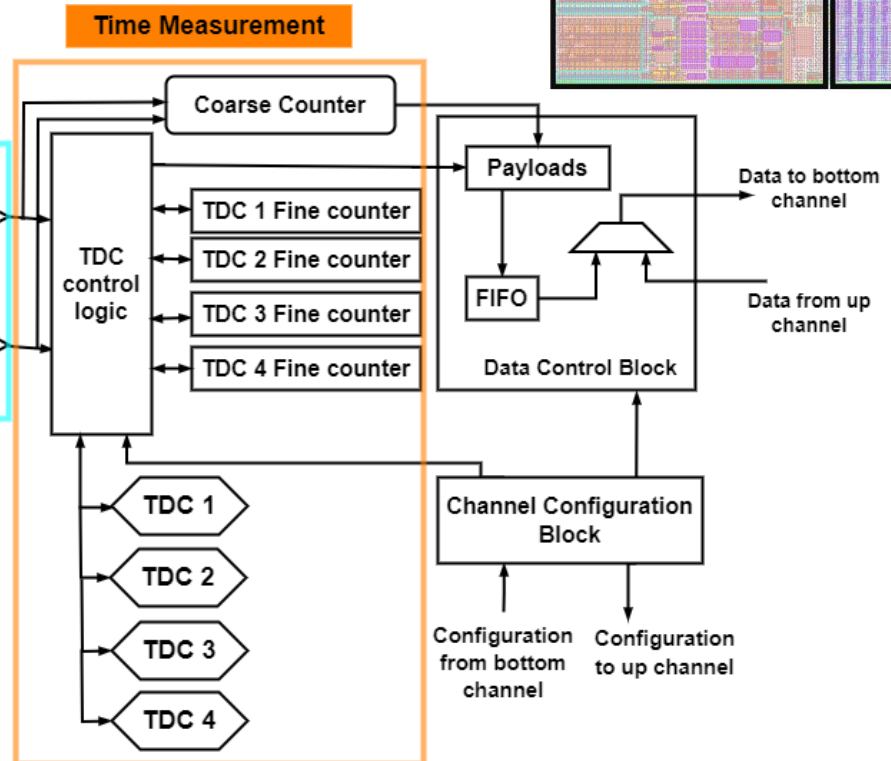 Time Measurement
Coarse Counter
Payloads
Data to bottom
channel
TDC 1 Fine counter
TDC 2 Fine counter
TDC 3 Fine counter
TDC 4 Fine counter
TDC
control
logic
FIFO
Data from up
channel
Data Control Block
Channel Configuration
Block
TDC 1
TDC 2
TDC 3
TDC 4
Configuration
from bottom
channel
Configuration
to up channel